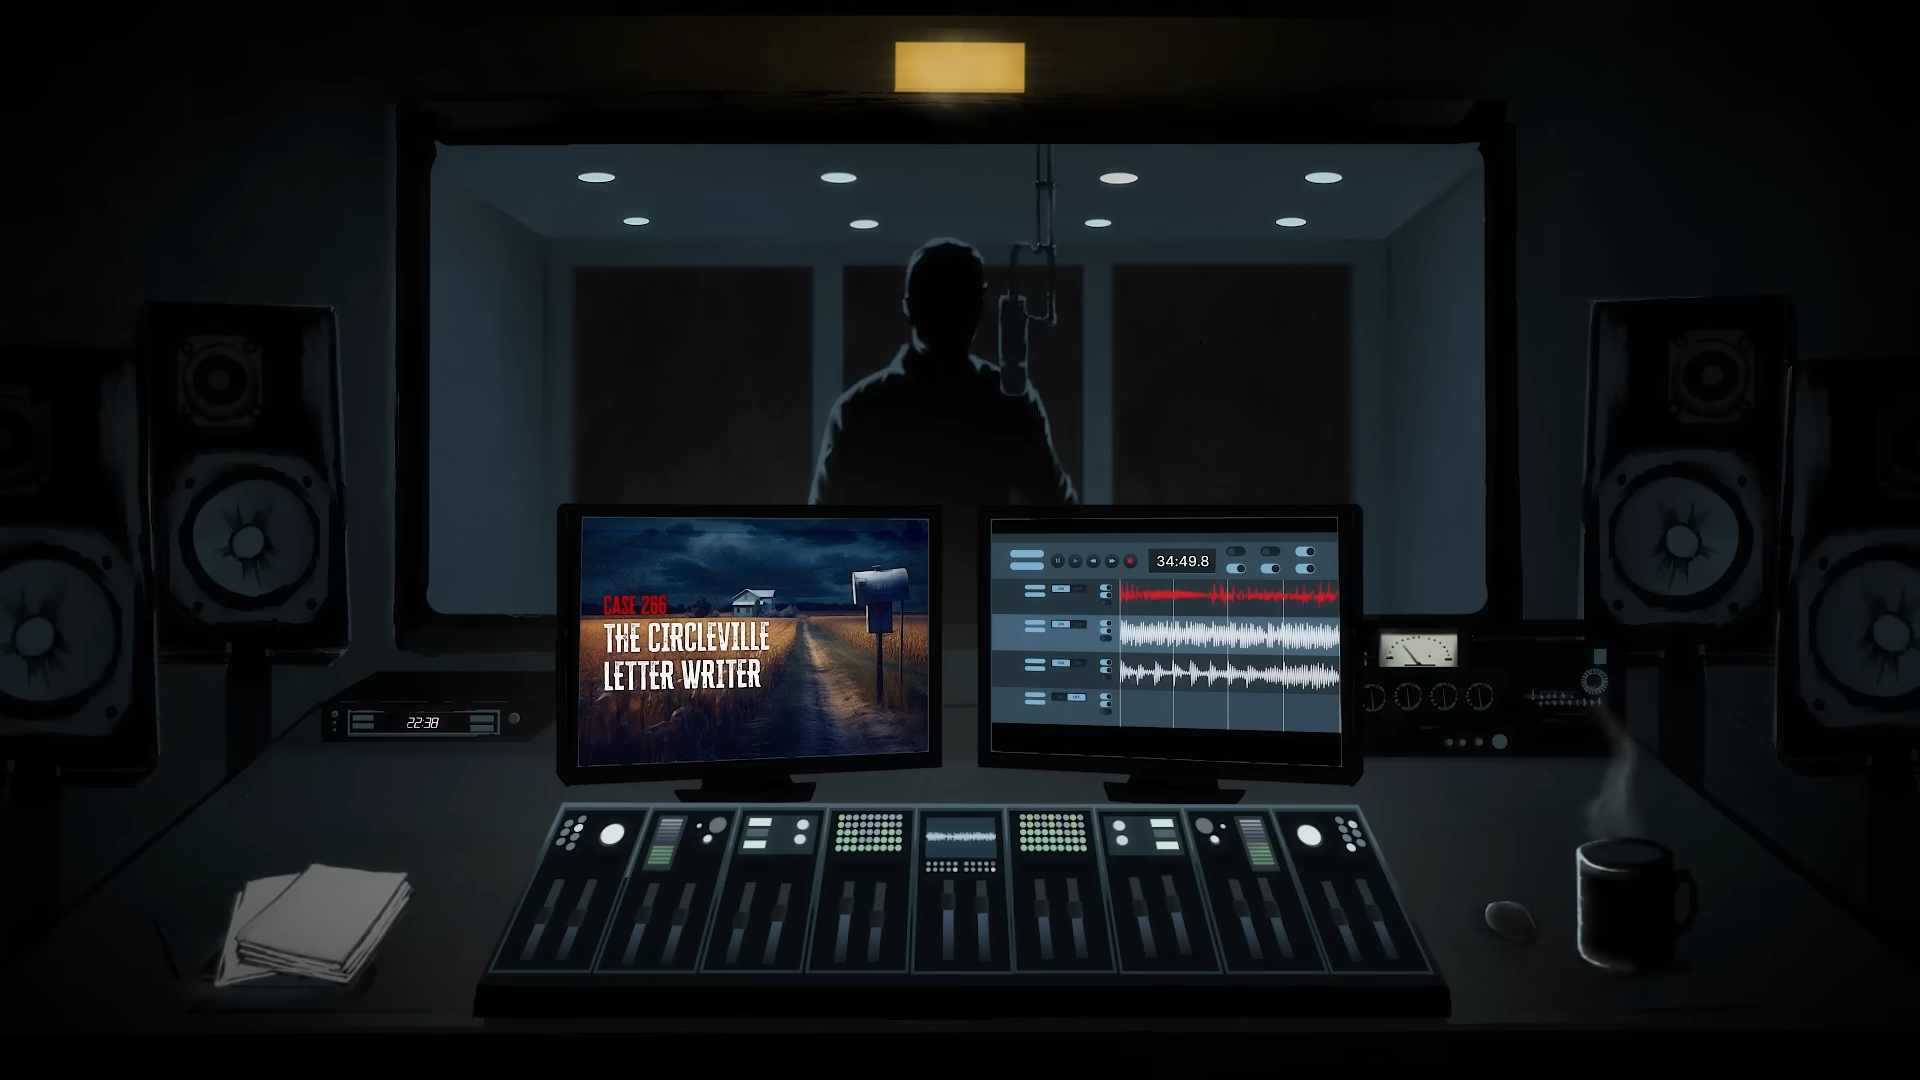 CASE 266
THE CIRCLEVILLE
LETTER WRITER
34:49.8
22:38